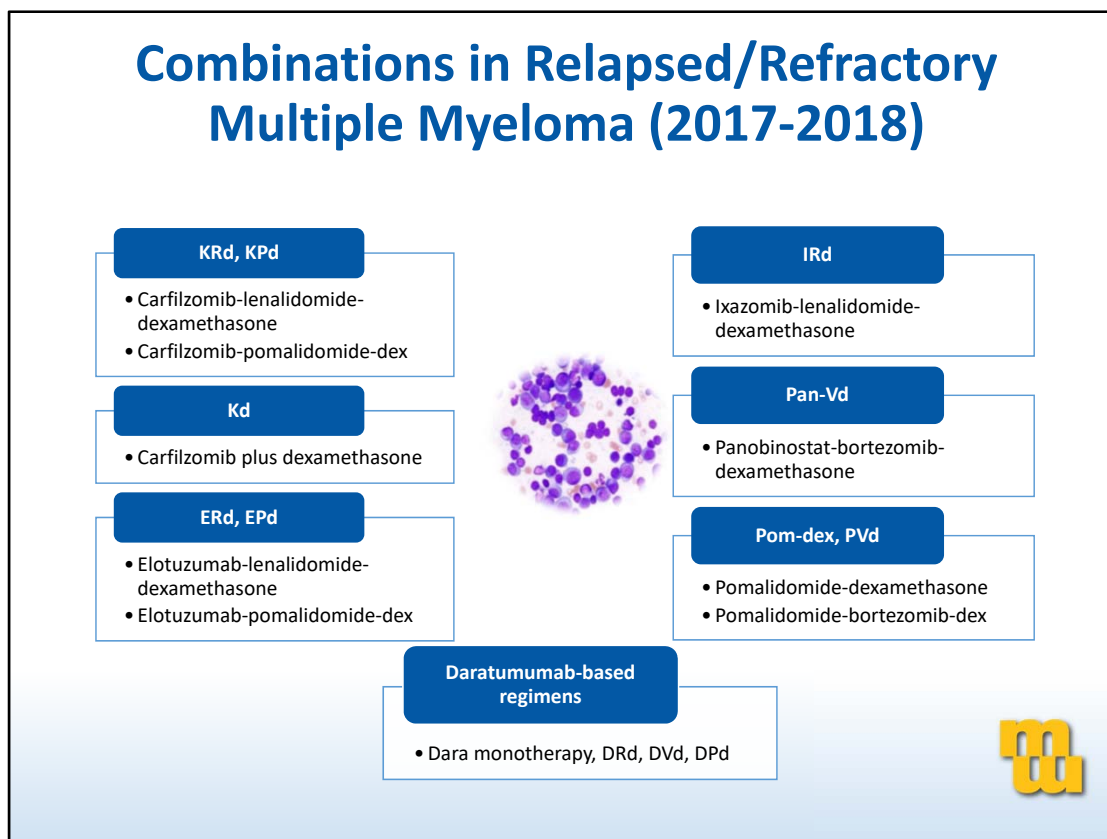 Combinations in Relapsed/Refractory
Multiple Myeloma (2017-2018)
KRd, KPd
• Carfilzomib-lenalidomide-
dexamethasone
• Carfilzomib-pomalidomide-dex
Kd
• Carfilzomib plus dexamethasone
ERd, EPd
• Elotuzumab-lenalidomide-
dexamethasone
• Elotuzumab-pomalidomide-dex
IRd
• Ixazomib-lenalidomide-
dexamethasone
Pan-Vd
• Panobinostat-bortezomib-
dexamethasone
Pom-dex, PVd
• Pomalidomide-dexamethasone
• Pomalidomide-bortezomib-dex
Daratumumab-based
regimens
• Dara monotherapy, DRd, DVd, DPd